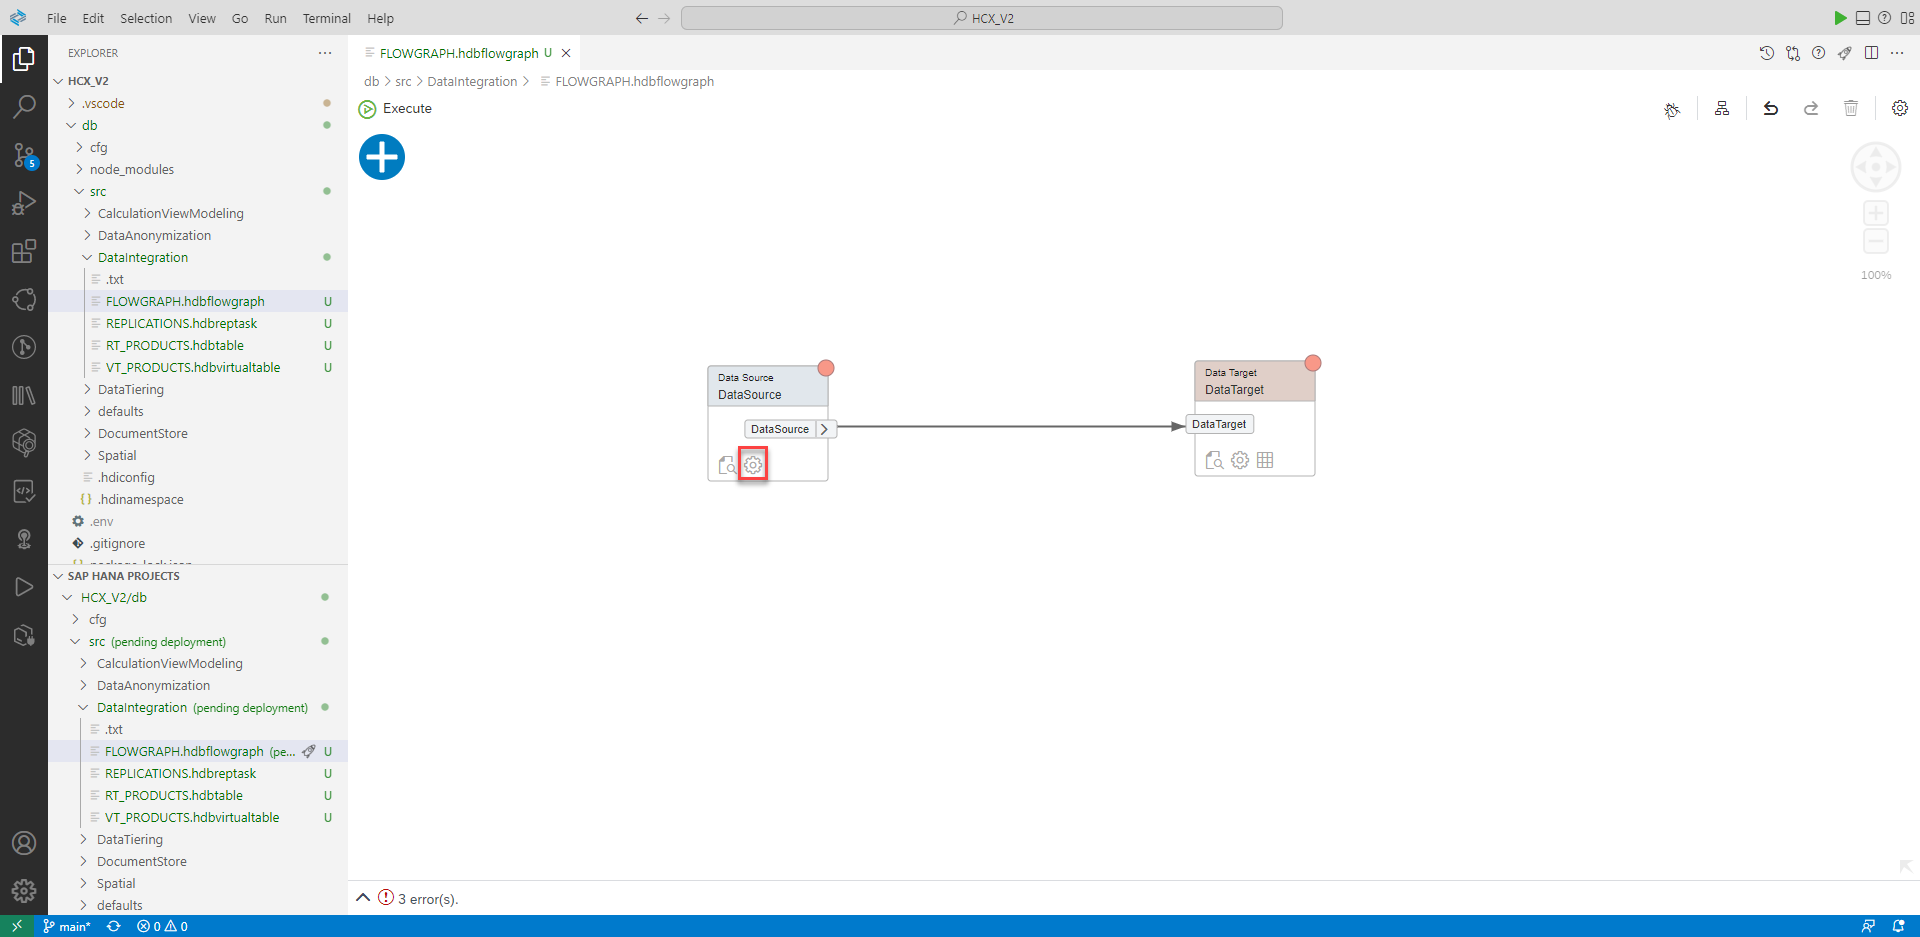 File Edit Selection View Go Run Terminal Help
HCX_V2
EXPLORER
HCX_V2
.vscode
db
cfg
node_modules
src
CalculationViewModeling
DataAnonymization
DataIntegration
.txt
FLOWGRAPH.hdbflowgraph U
REPLICATIONS.hdbreptask U
RT_PRODUCTS.hdbtable U
VT_PRODUCTS.hdbvirtualtable U
DataTiering
defaults
DocumentStore
Spatial
.hdiconfig
{ } .hdinamespace
.env
.gitignore
SAP HANA PROJECTS
HCX_V2/db
cfg
src (pending deployment)
CalculationViewModeling
DataAnonymization
DataIntegration (pending deployment)
.txt
FLOWGRAPH.hdbflowgraph (pe... U
REPLICATIONS.hdbreptask U
RT_PRODUCTS.hdbtable U
VT_PRODUCTS.hdbvirtualtable U
DataTiering
DocumentStore
Spatial
defaults
5
FLOWGRAPH.hdbflowgraph U
db > src > DataIntegration > FLOWGRAPH.hdbflowgraph
Execute
100%
Data Source
DataSource
DataSource
Data Target
DataTarget
DataTarget
3 error(s).
main* 0 0